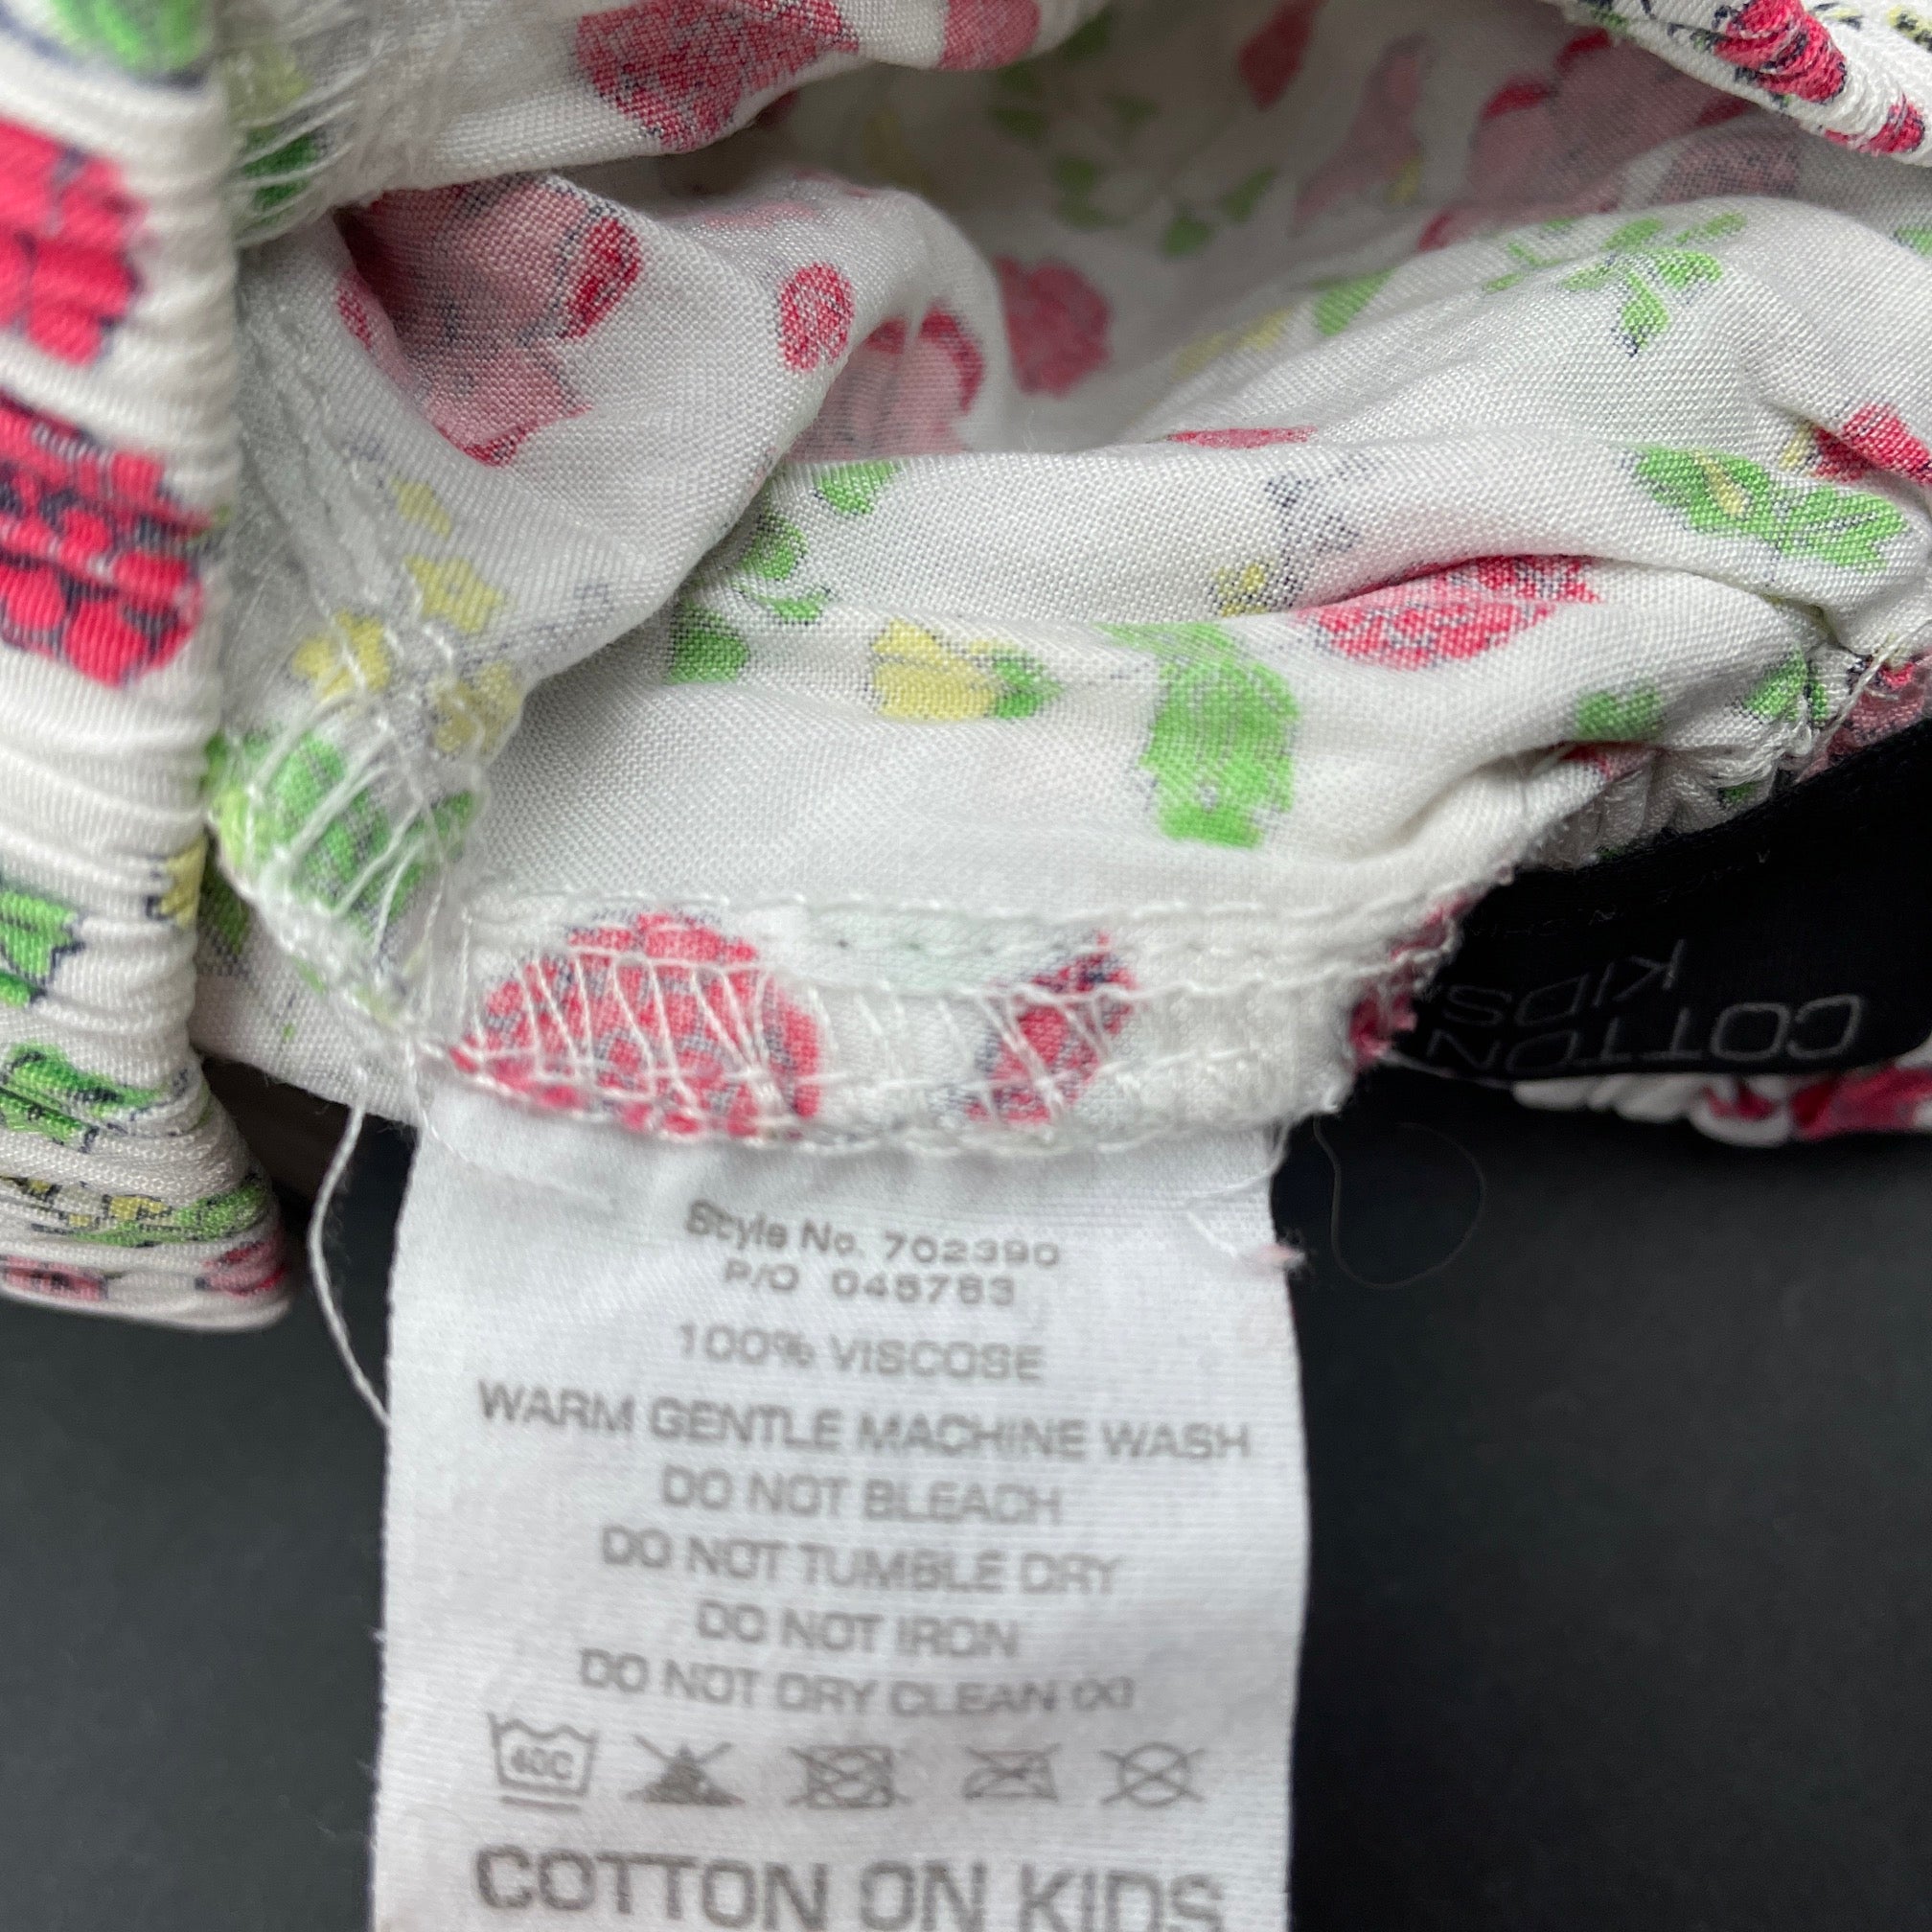 COTTON
KIDS
Style No. 702390
P/O 045783
100% VISCOSE
WARM GENTLE MACHINE WASH
DO NOT BLEACH
DO NOT TUMBLE DRY
DO NOT IRON
DO NOT DRY CLEAN
40C
COTTON ON KIDS